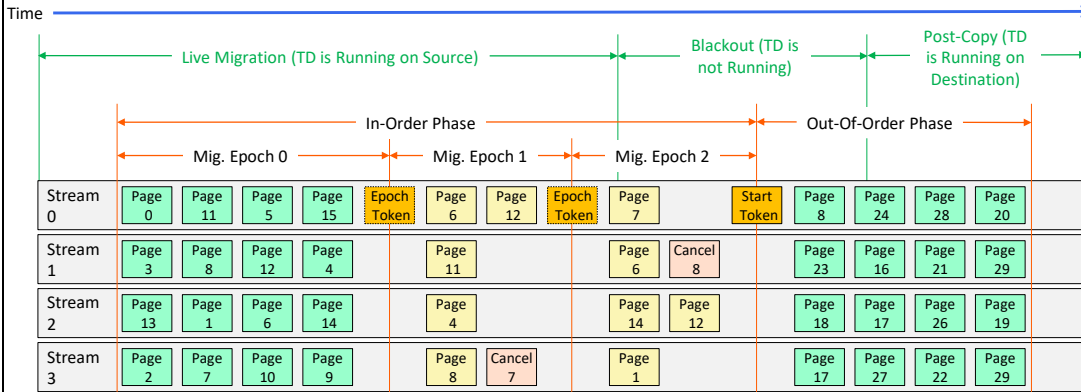 Time
Live Migration (TD is Running on Source)
Blackout (TD is
not Running)
Post-Copy (TD
is Running on
Destination)
In-Order Phase
Out-Of-Order Phase
Mig. Epoch 0
Mig. Epoch 1
Mig. Epoch 2
Stream
0
Page
0
Page
11
Page
5
Page
15
Epoch
Token
Page
6
Page
12
Epoch
Token
Page
7
Start
Token
Page
8
Page
24
Page
28
Page
20
Stream
1
Page
3
Page
8
Page
12
Page
4
Page
11
Page
6
Cancel
8
Page
23
Page
16
Page
21
Page
29
Stream
2
Page
13
Page
1
Page
6
Page
14
Page
4
Page
14
Page
12
Page
18
Page
17
Page
26
Page
19
Stream
3
Page
2
Page
7
Page
10
Page
9
Page
8
Cancel
7
Page
1
Page
17
Page
27
Page
22
Page
29